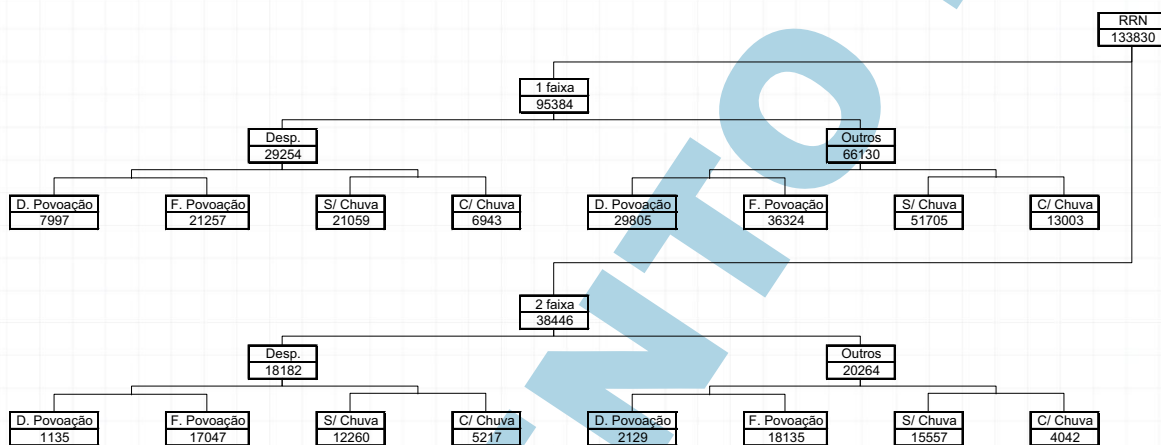 RRN
133830
1 faixa
95384
Desp.
29254
Outros
66130
D. Povoação
7997
F. Povoação
21257
S/ Chuva
21059
C/ Chuva
6943
D. Povoação
29805
F. Povoação
36324
S/ Chuva
51705
C/ Chuva
13003
2 faixa
38446
Desp.
18182
Outros
20264
D. Povoação
1135
F. Povoação
17047
S/ Chuva
12260
C/ Chuva
5217
D. Povoação
2129
F. Povoação
18135
S/ Chuva
15557
C/ Chuva
4042
NTO